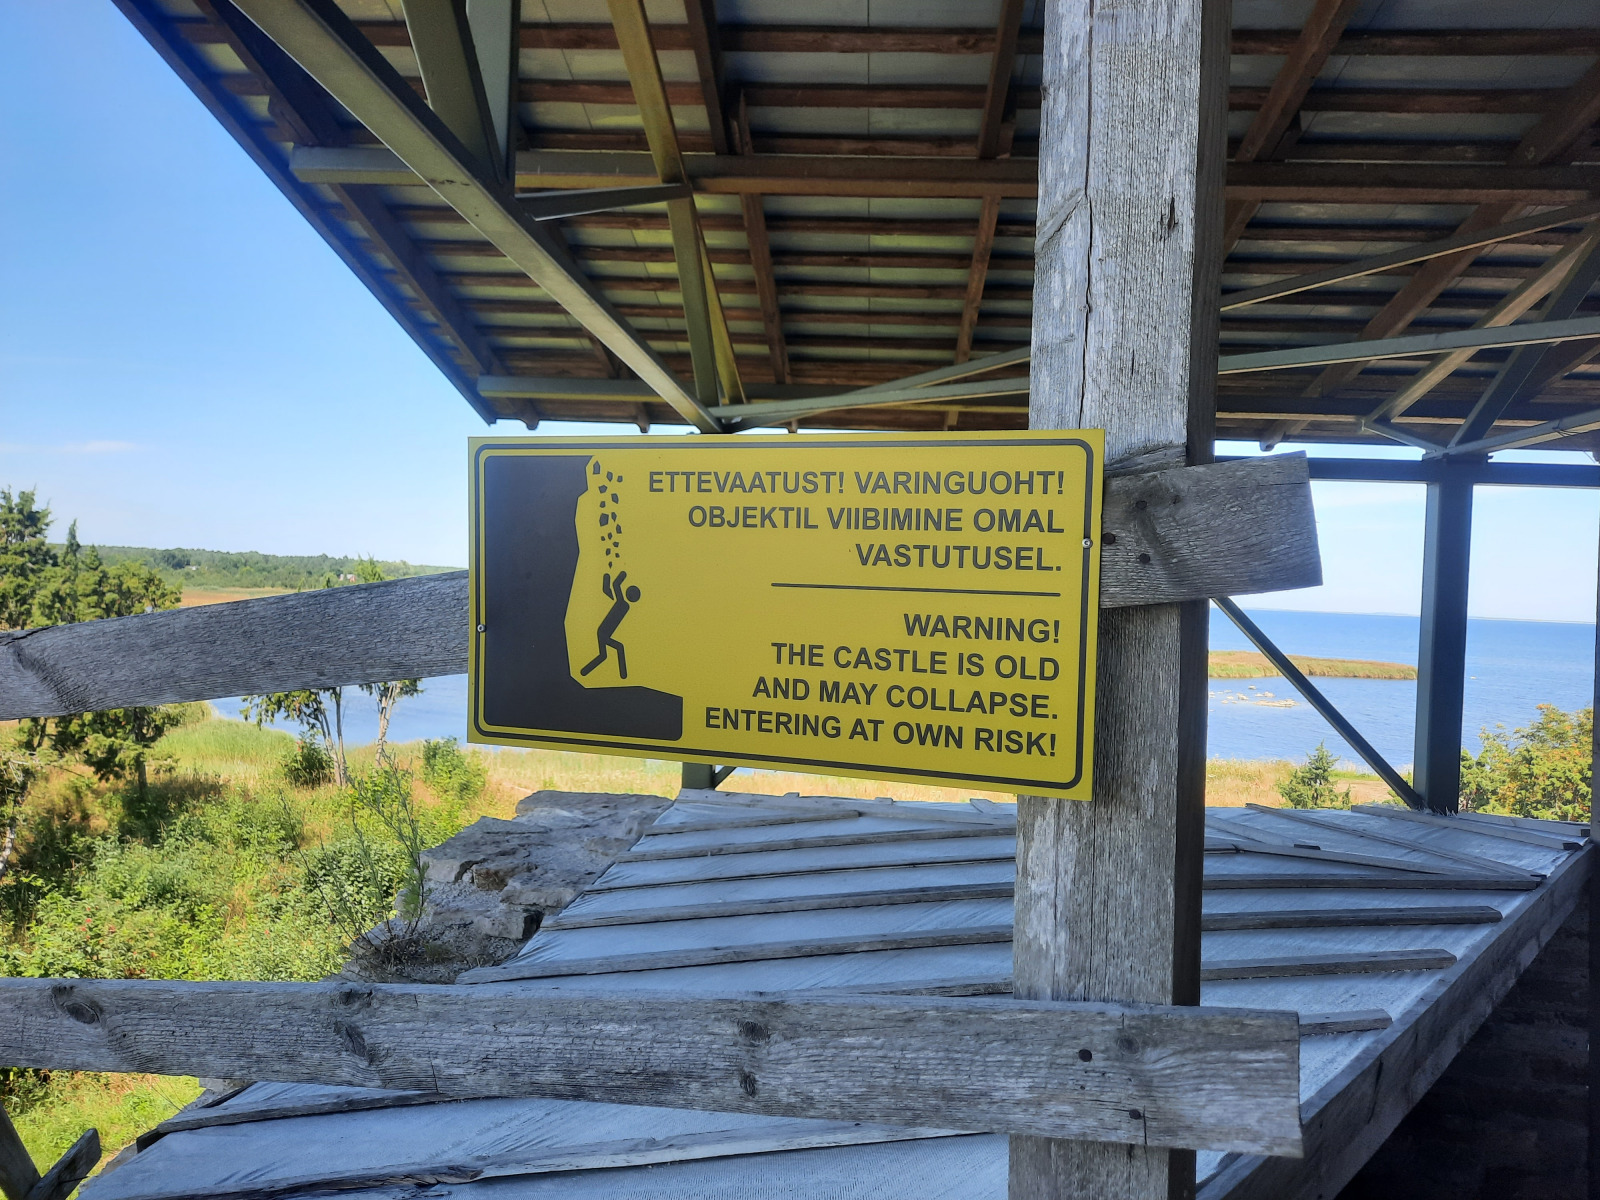 ETTEVAATUST! VARINGUOHT!
OBJEKTIL VIIBIMINE OMAL
VASTUTUSEL.
WARNING!
THE CASTLE IS OLD
AND MAY COLLAPSE.
ENTERING AT OWN RISK!